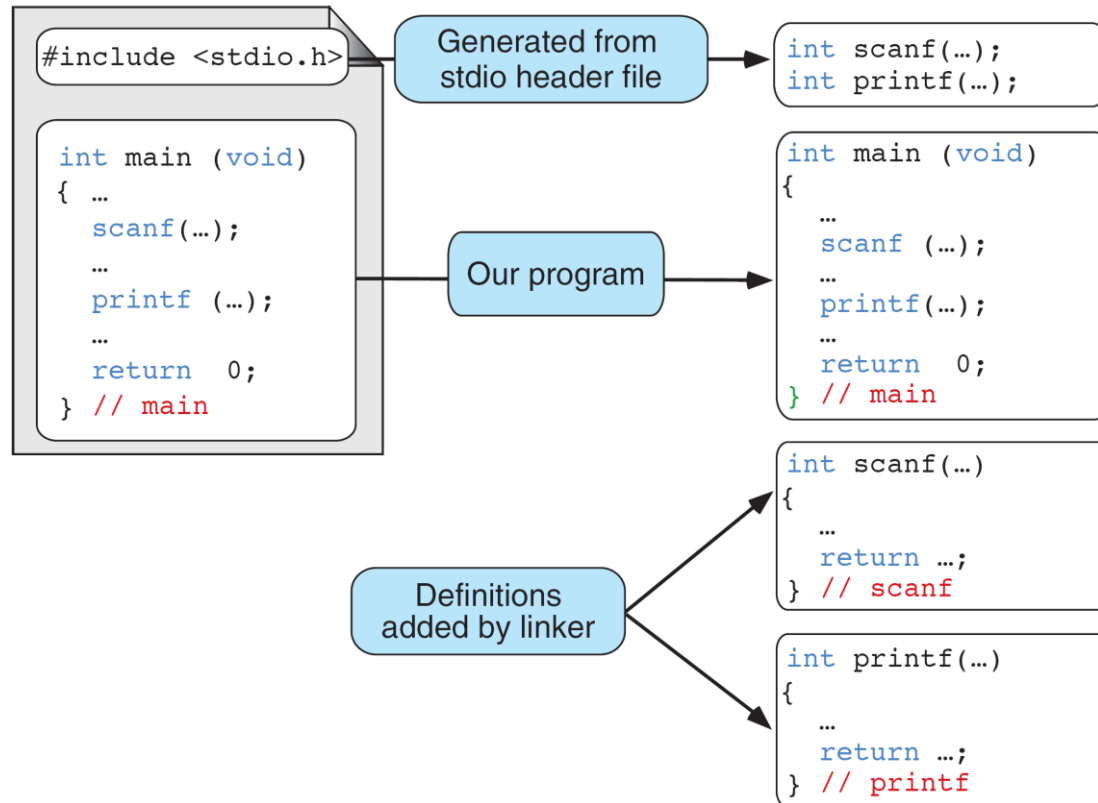 #include <stdio.h>
int main (void)
{ …
scanf(…);
…
printf (…);
…
return  0;
} // main
Generated from
stdio header file
Our program
Definitions
added by linker
int scanf(…);
int printf(…);
int main (void)
{
…
scanf (…);
…
printf(…);
…
return  0;
} // main
int scanf(…)
{
…
return …;
} // scanf
int printf(…)
{
…
return …;
} // printf